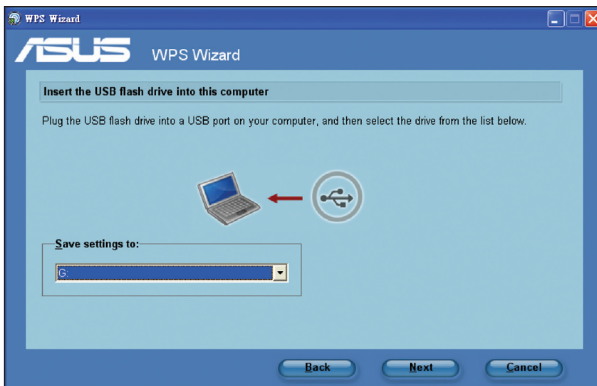 WPS Wizard
ASUS WPS Wizard
Insert the USB flash drive into this computer
Plug the USB flash drive into a USB port on your computer, and then select the drive from the list below.
Save settings to:
G:
Back Next Cancel